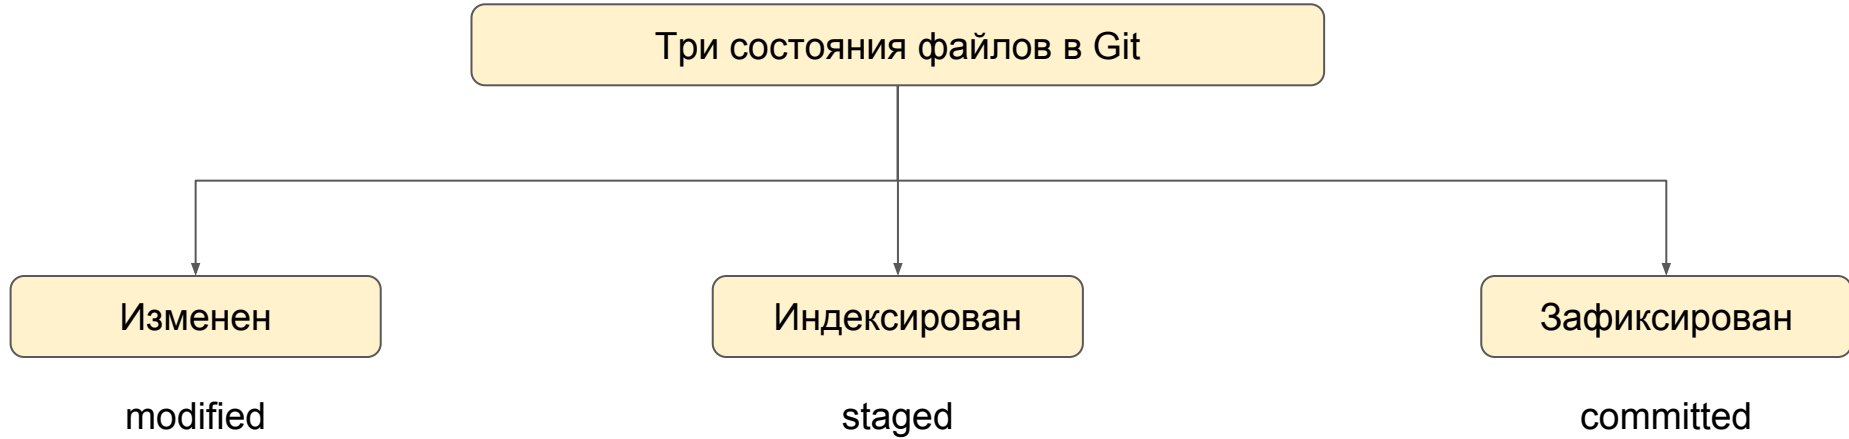 Три состояния файлов в Git
Изменен
Индексирован
Зафиксирован
modified
staged
committed